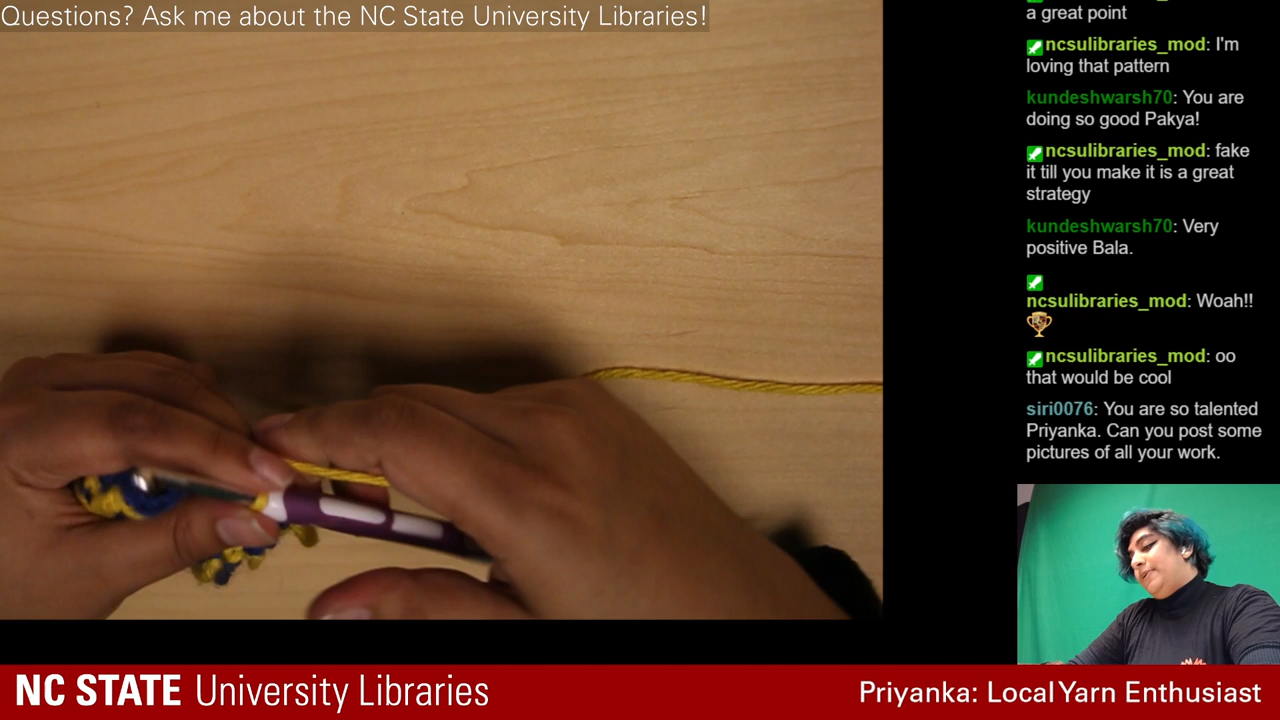 Questions? Ask me about the NC State University Libraries!
a great point
ncsulibraries_mod: I'm
loving that pattern
kundeshwarsh70: You are
doing so good Pakya!
ncsulibraries_mod: fake
it till you make it is a great
strategy
kundeshwarsh70: Very
positive Bala.
ncsulibraries_mod: Woah!!
ncsulibraries_mod: oo
that would be cool
siri0076: You are so talented
Priyanka. Can you post some
pictures of all your work.
NC STATE University Libraries
Priyanka: Local Yarn Enthusiast